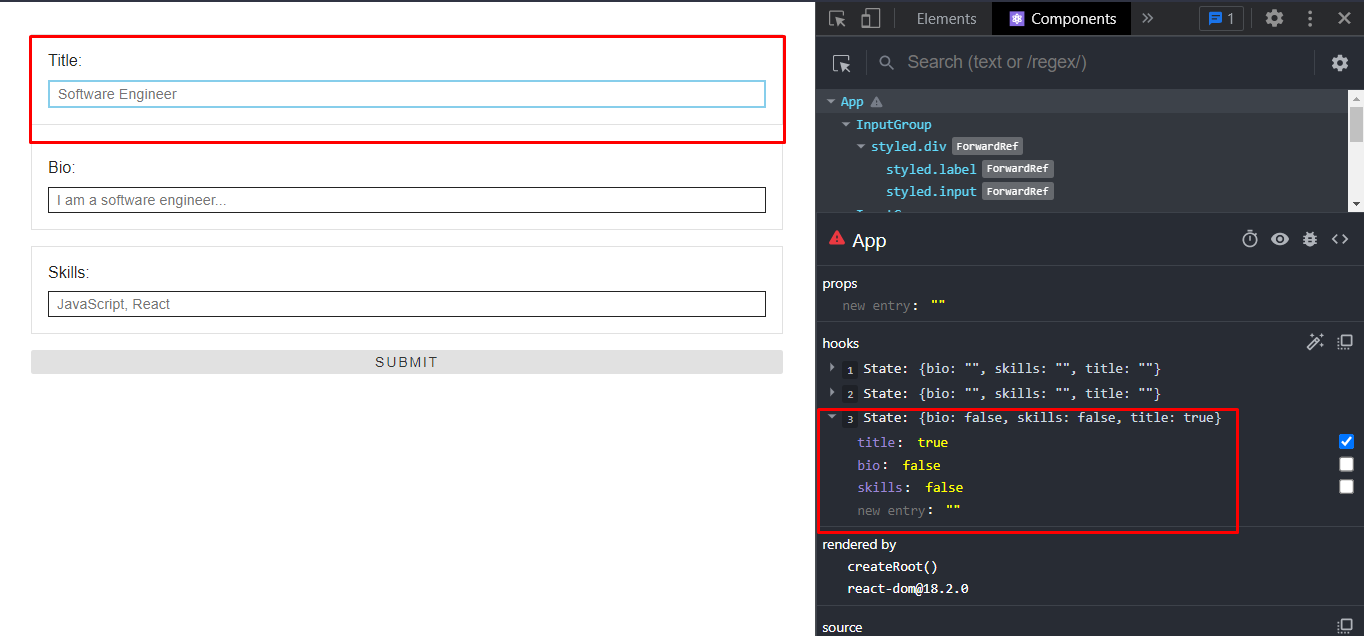 Title:
Software Engineer
Bio:
I am a software engineer...
Skills:
JavaScript, React
SUBMIT
Elements
Components
1
Search (text or /regex/)
App
InputGroup
styled.div ForwardRef
styled.label ForwardRef
styled.input ForwardRef
App
props
new entry: ""
hooks
1 State: {bio: "", skills: "", title: ""}
2 State: {bio: "", skills: "", title: ""}
3 State: {bio: false, skills: false, title: true}
title: true
bio: false
skills: false
new entry: ""
rendered by
createRoot()
react-dom@18.2.0
source